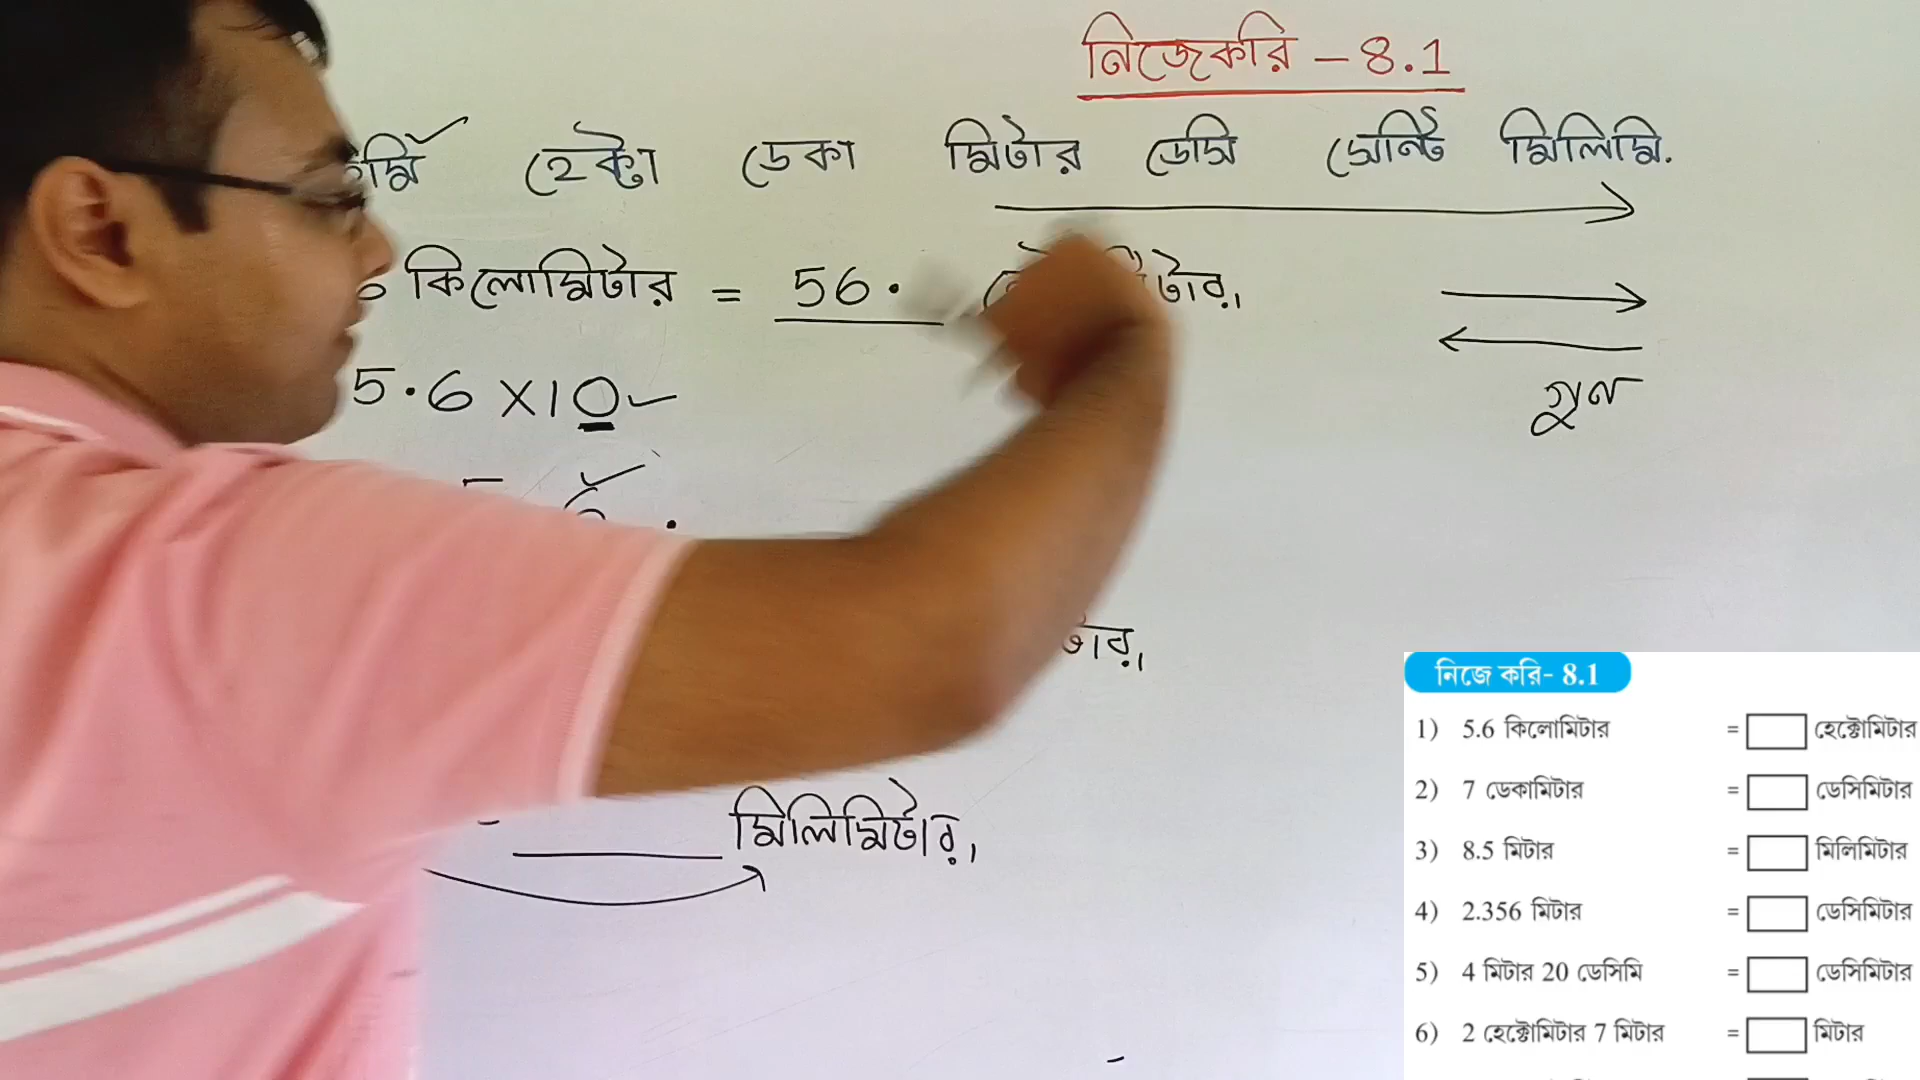 নিজেকরি - 8.1
কিমি হেক্টা ডেকা মিটার ডেসি সেন্টি মিলিমি.
কিলোমিটার = 56.
5.6 x10
গুণ
মিলিমিটার,
নিজে করি- 8.1
1) 5.6 কিলোমিটার = হেক্টোমিটার
2) 7 ডেকামিটার = ডেসিমিটার
3) 8.5 মিটার = মিলিমিটার
4) 2.356 মিটার = ডেসিমিটার
5) 4 মিটার 20 ডেসিমি = ডেসিমিটার
6) 2 হেক্টোমিটার 7 মিটার = মিটার